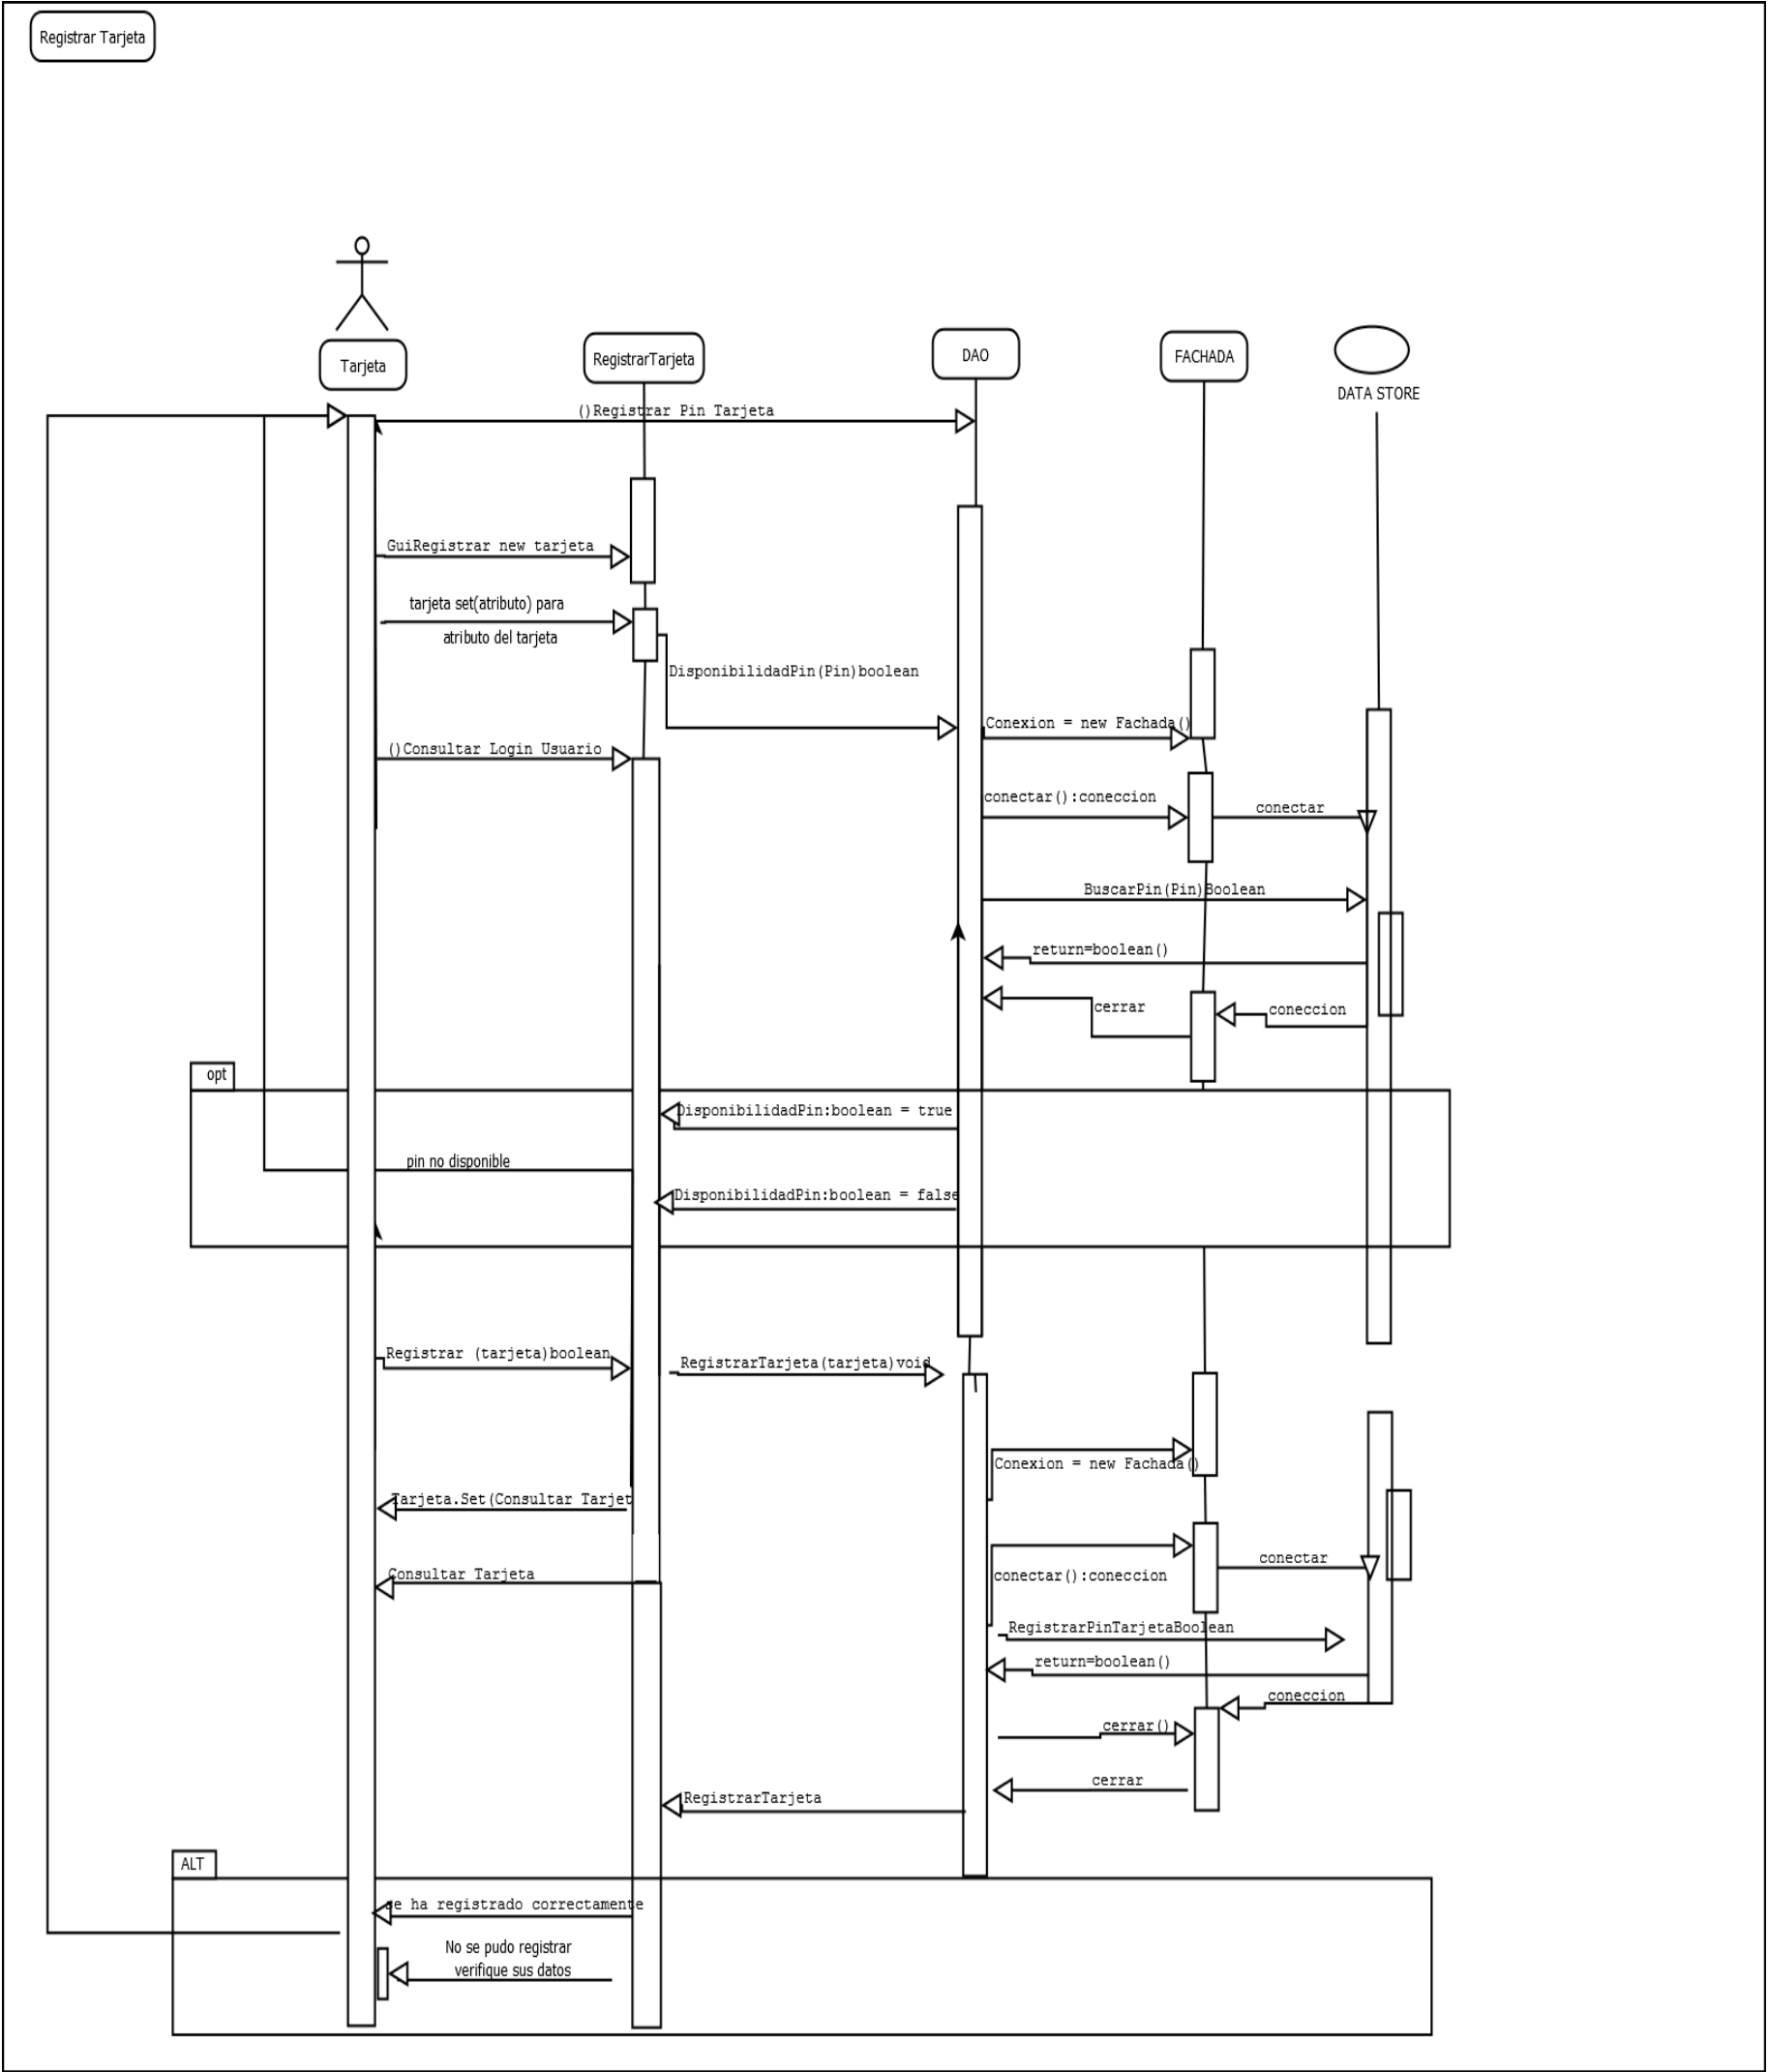 Registrar Tarjeta
Tarjeta
RegistrarTarjeta
DAO
FACHADA
DATA STORE
()Registrar Pin Tarjeta
GuiRegistrar new tarjeta
tarjeta set(atributo) para
atributo del tarjeta
DisponibilidadPin(Pin)boolean
Conexion = new Fachada()
()Consultar Login Usuario
conectar():coneccion
conectar
BuscarPin(Pin)Boolean
return=boolean()
cerrar
coneccion
opt
DisponibilidadPin:boolean = true
pin no disponible
DisponibilidadPin:boolean = false
Registrar (tarjeta)boolean
RegistrarTarjeta(tarjeta)void
Conexion = new Fachada()
Tarjeta.Set(Consultar Tarjet
conectar
Consultar Tarjeta
conectar():coneccion
RegistrarPinTarjetaBoolean
return=boolean()
coneccion
cerrar()
cerrar
RegistrarTarjeta
ALT
se ha registrado correctamente
No se pudo registrar
verifique sus datos